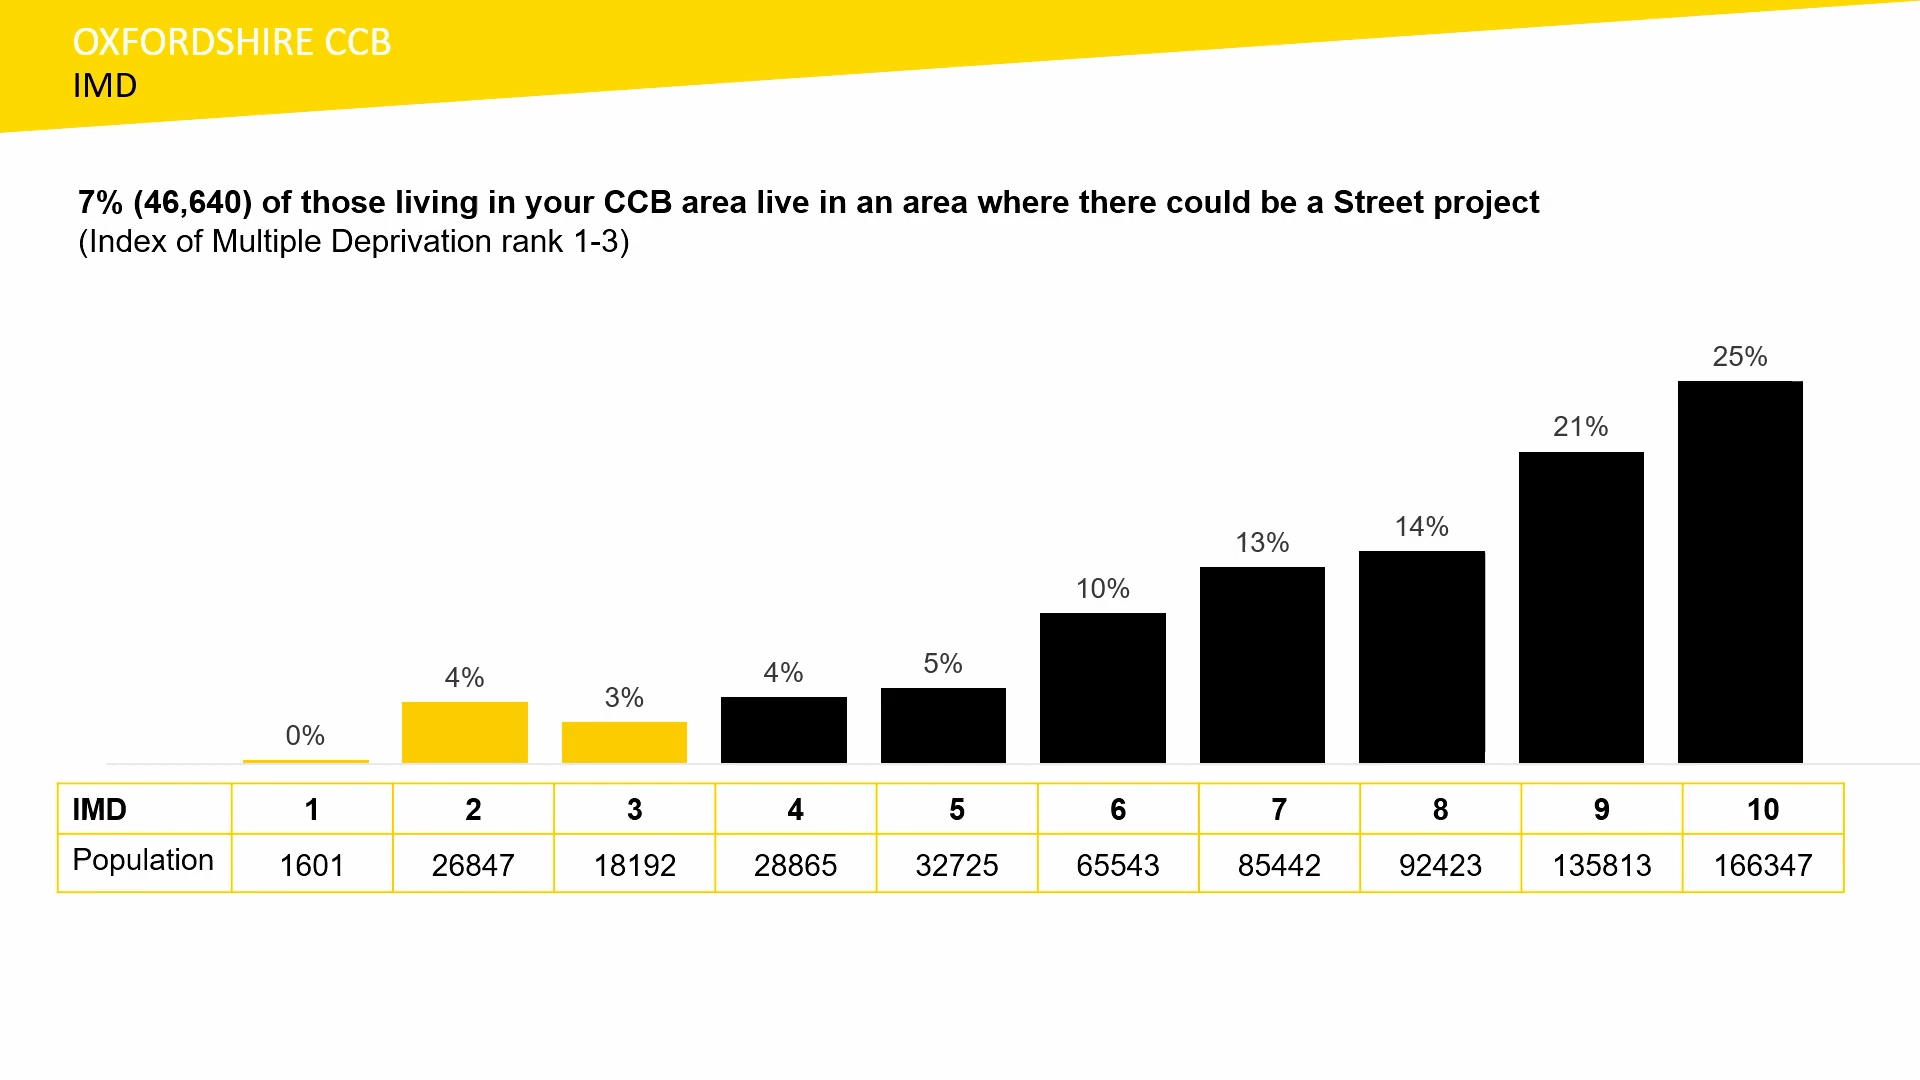 OXFORDSHIRE CCB
IMD
7% (46,640) of those living in your CCB area live in an area where there could be a Street project
(Index of Multiple Deprivation rank 1-3)
0% 4% 3% 4% 5% 10% 13% 14% 21% 25%
IMD 1 2 3 4 5 6 7 8 9 10
Population 1601 26847 18192 28865 32725 65543 85442 92423 135813 166347